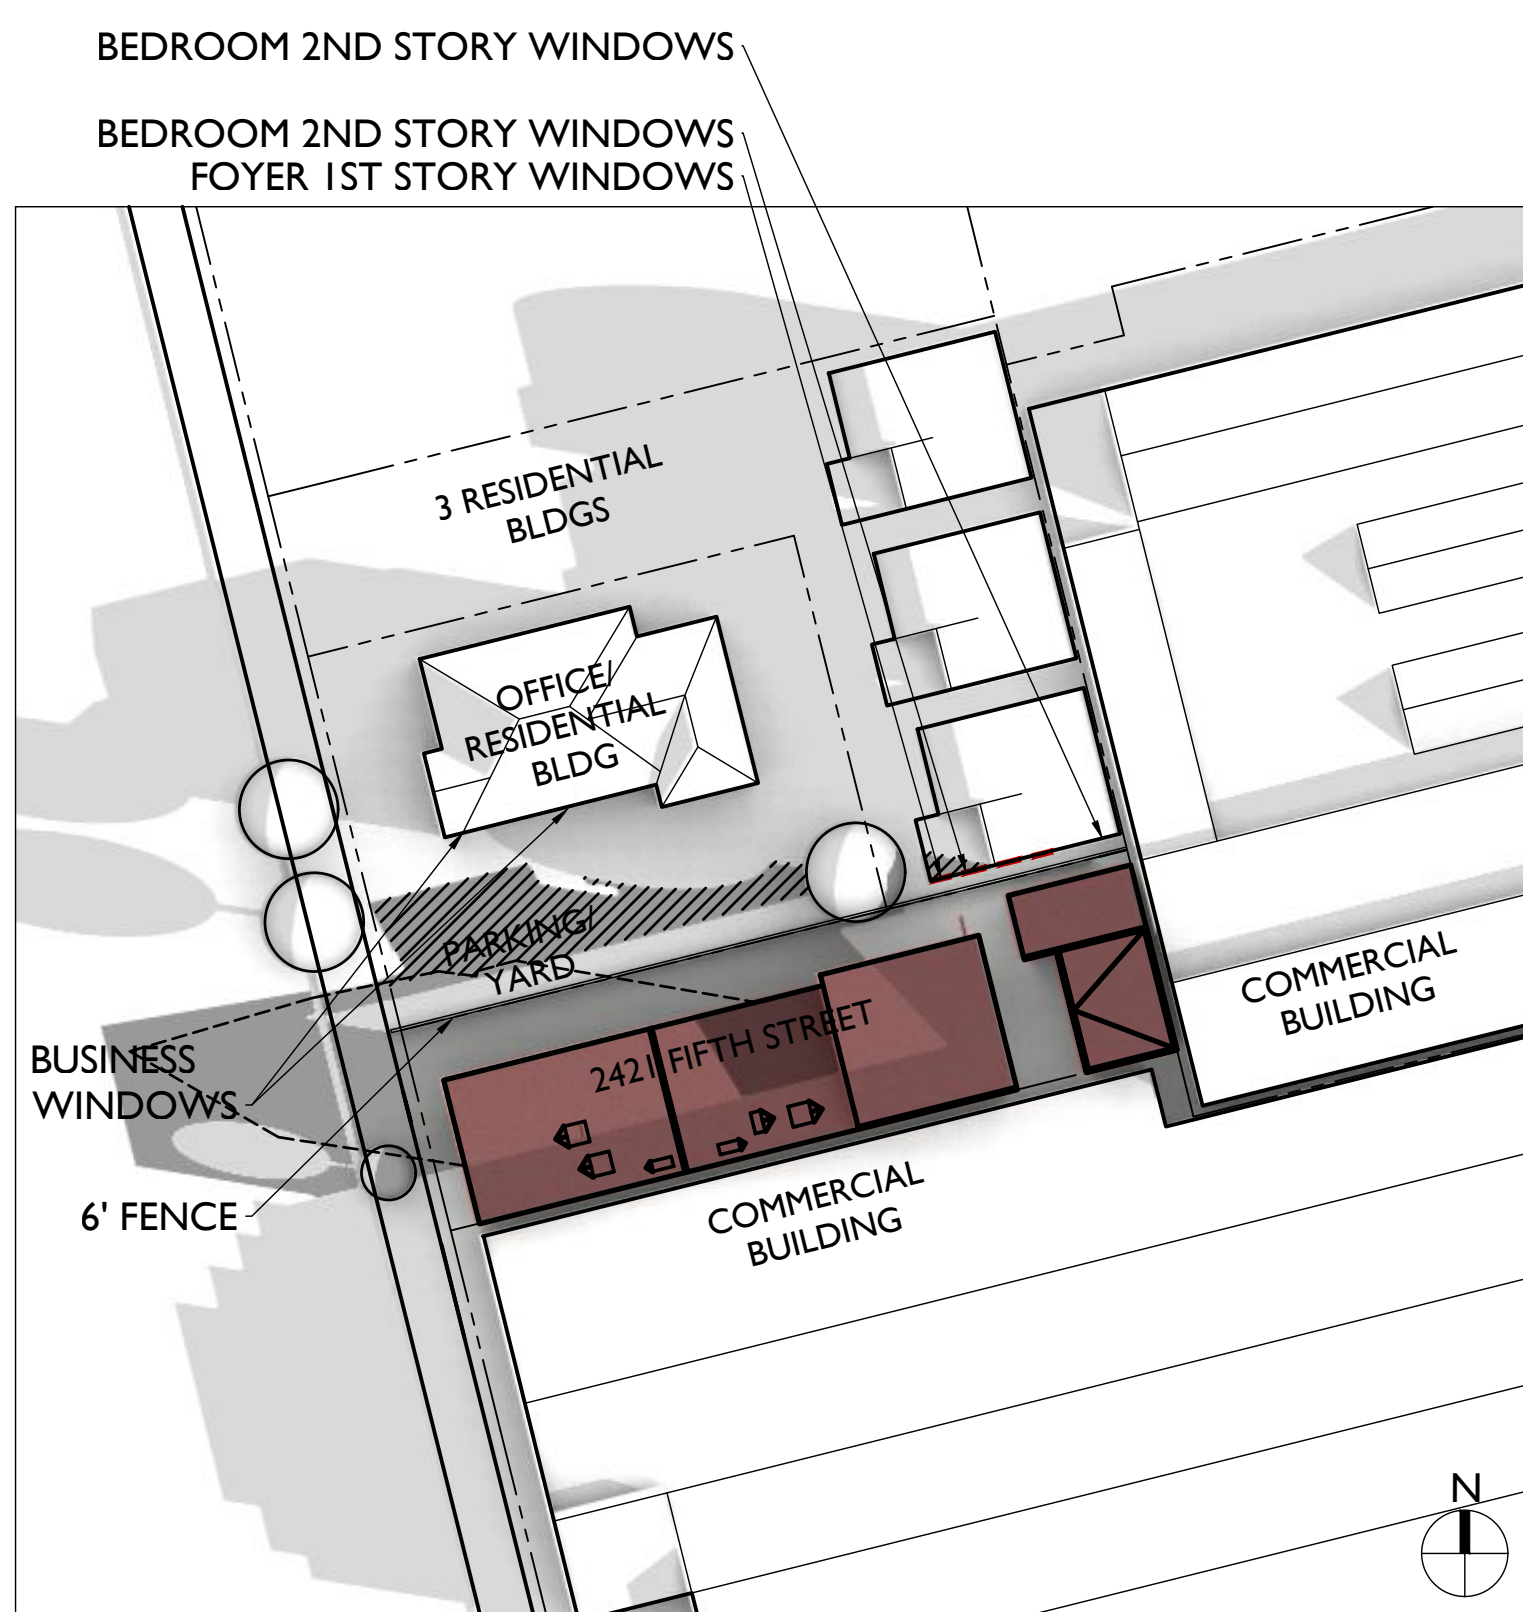 BEDROOM 2ND STORY WINDOWS
BEDROOM 2ND STORY WINDOWS
FOYER 1ST STORY WINDOWS
3 RESIDENTIAL
BLDGS
OFFICE/
RESIDENTIAL
BLDG
PARKING/
YARD
COMMERCIAL
BUILDING
2421 FIFTH STREET
BUSINESS
WINDOWS
6' FENCE
COMMERCIAL
BUILDING
N